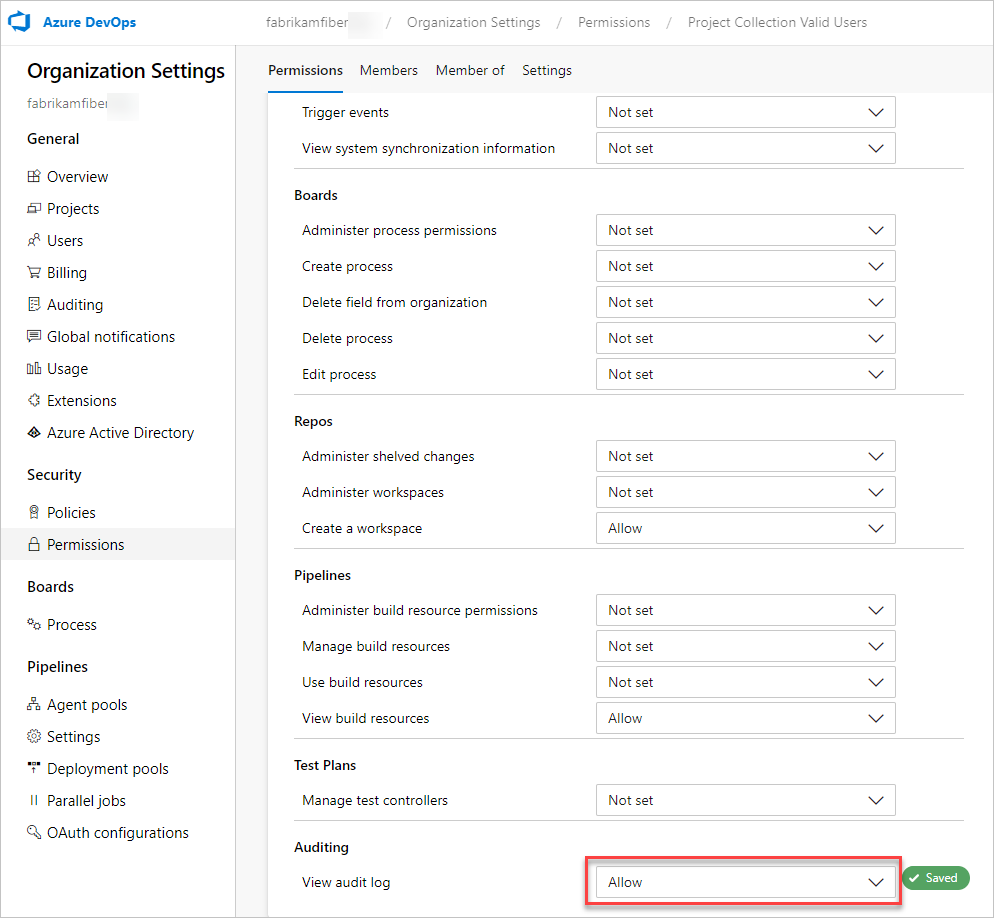 Azure DevOps
fabrikamfiber / Organization Settings / Permissions / Project Collection Valid Users
Organization Settings
fabrikamfiber
General
Overview
Projects
Users
Billing
Auditing
Global notifications
Usage
Extensions
Azure Active Directory
Security
Policies
Permissions
Boards
Process
Pipelines
Agent pools
Settings
Deployment pools
Parallel jobs
OAuth configurations
Permissions Members Member of Settings
Trigger events Not set
View system synchronization information Not set
Boards
Administer process permissions Not set
Create process Not set
Delete field from organization Not set
Delete process Not set
Edit process Not set
Repos
Administer shelved changes Not set
Administer workspaces Not set
Create a workspace Allow
Pipelines
Administer build resource permissions Not set
Manage build resources Not set
Use build resources Not set
View build resources Allow
Test Plans
Manage test controllers Not set
Auditing
View audit log Allow Saved